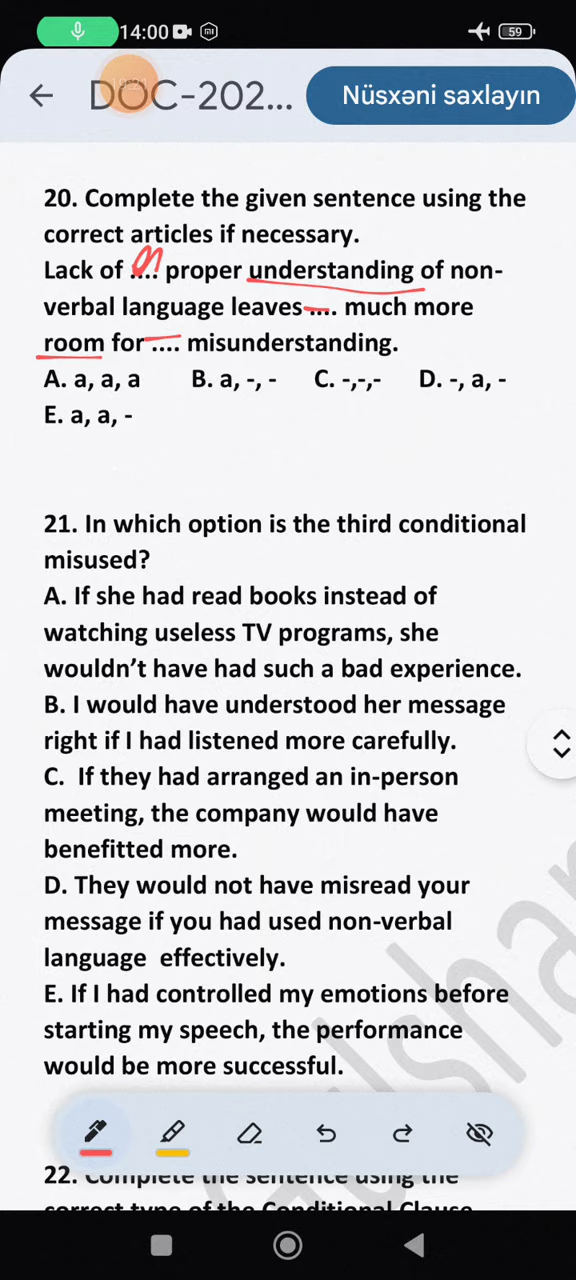 14:00
59
← DOC-202... Nüsxəni saxlayın
20. Complete the given sentence using the
correct articles if necessary.
Lack of .... proper understanding of non-
verbal language leaves .... much more
room for .... misunderstanding.
A. a, a, a B. a, -, - C. -,-,- D. -, a, -
E. a, a, -
21. In which option is the third conditional
misused?
A. If she had read books instead of
watching useless TV programs, she
wouldn't have had such a bad experience.
B. I would have understood her message
right if I had listened more carefully.
C. If they had arranged an in-person
meeting, the company would have
benefitted more.
D. They would not have misread your
message if you had used non-verbal
language effectively.
E. If I had controlled my emotions before
starting my speech, the performance
would be more successful.
22. Complete the sentence using the
correct type of the Conditional Clause